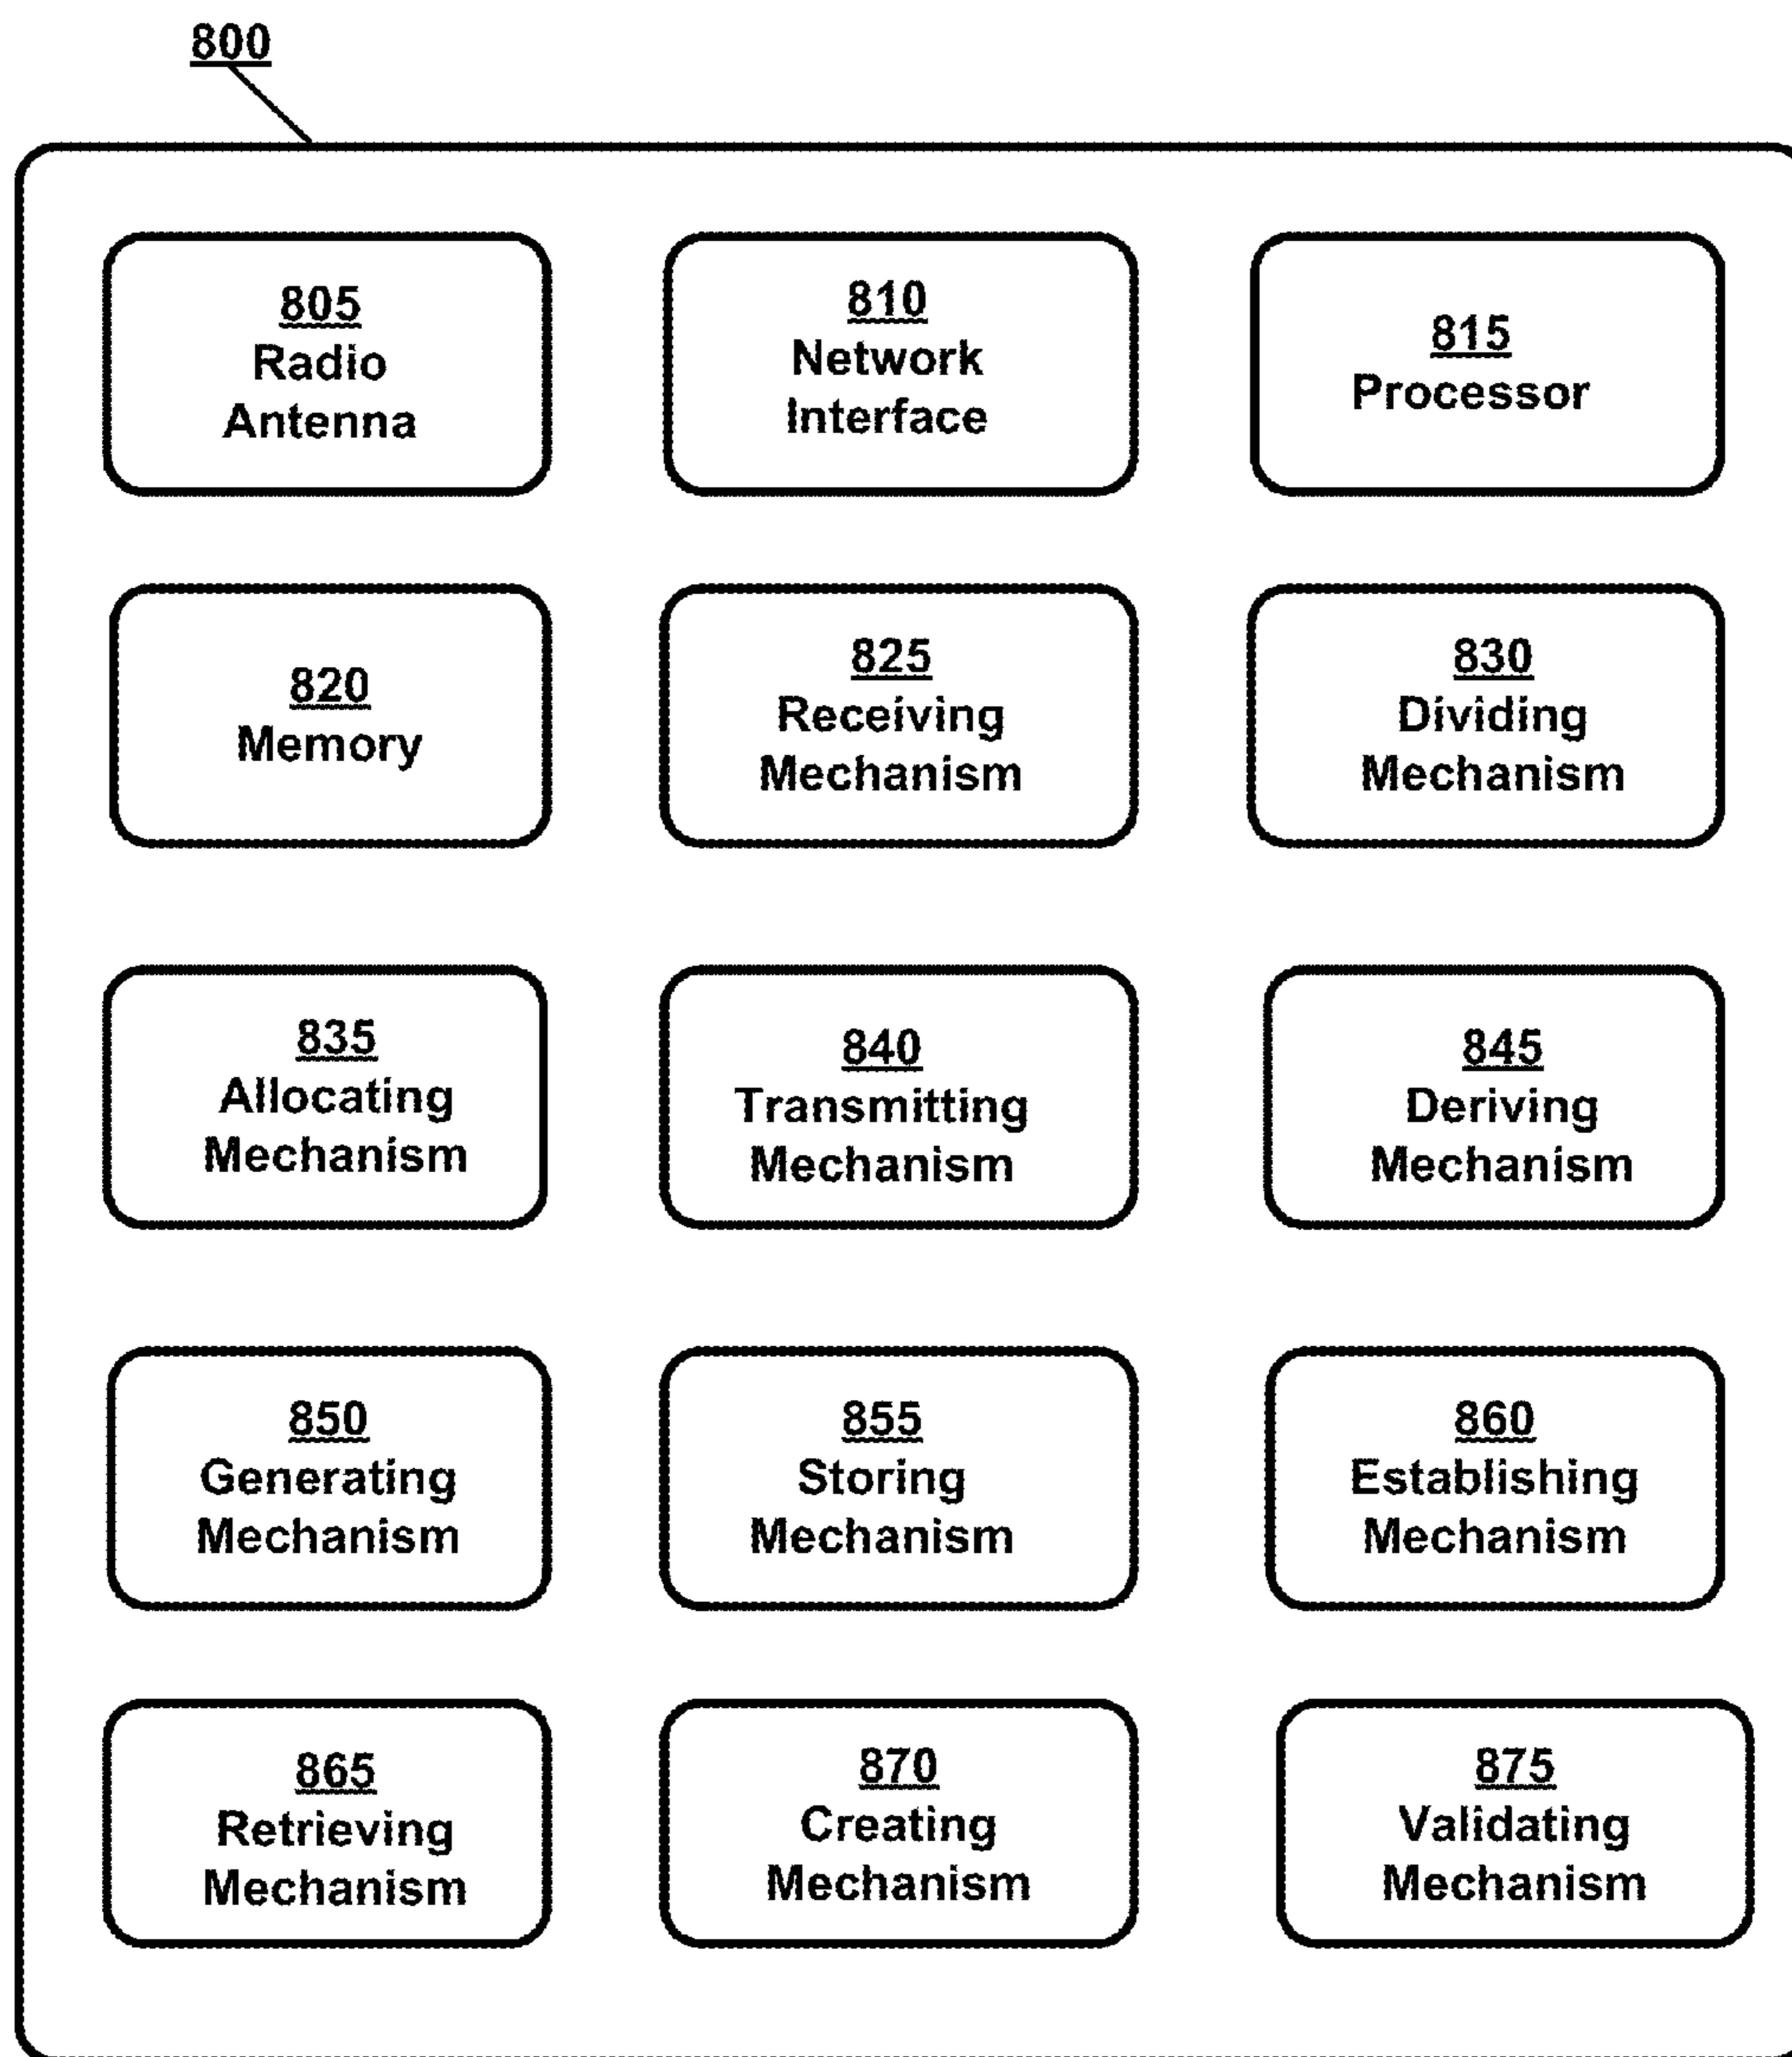 800
805
Radio
Antenna
810
Network
Interface
815
Processor
820
Memory
825
Receiving
Mechanism
830
Dividing
Mechanism
835
Allocating
Mechanism
840
Transmitting
Mechanism
845
Deriving
Mechanism
850
Generating
Mechanism
855
Storing
Mechanism
860
Establishing
Mechanism
865
Retrieving
Mechanism
870
Creating
Mechanism
875
Validating
Mechanism